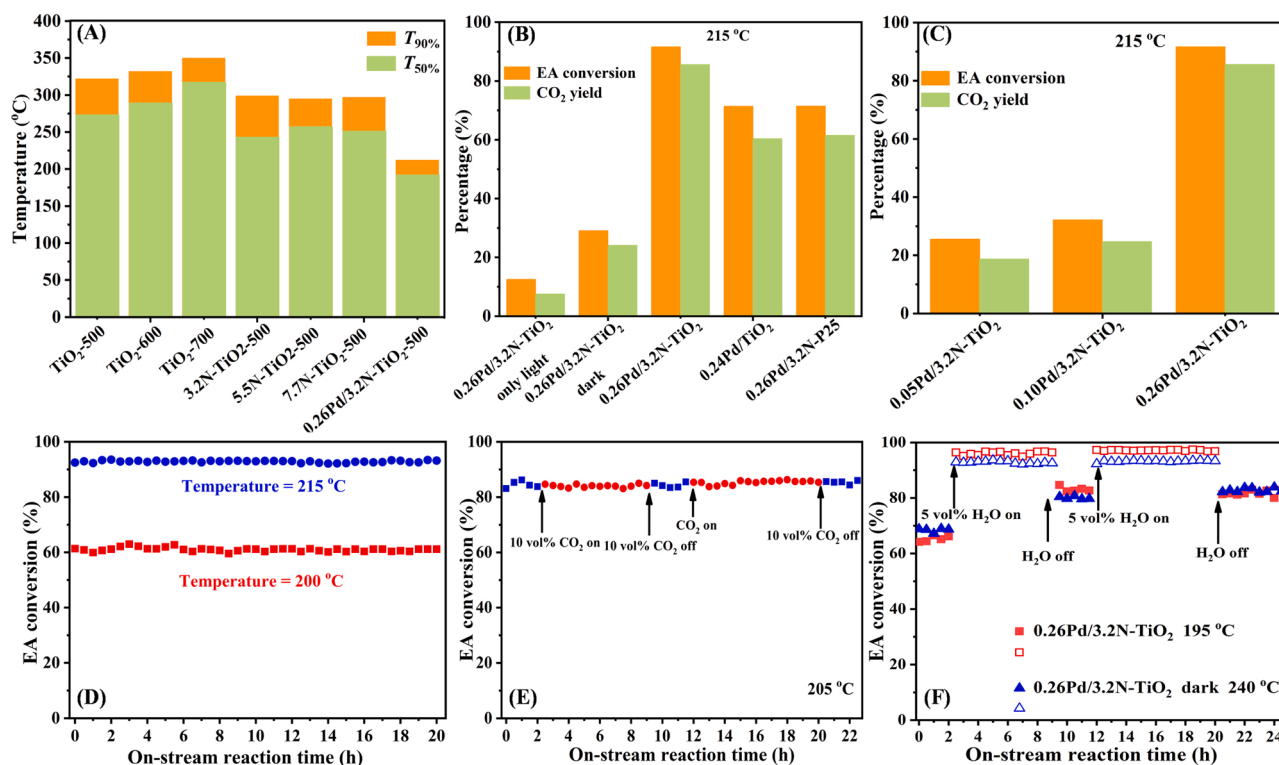 (A)
T90%
T50%
Temperature (°C)
400
350
300
250
200
150
100
50
0
TiO2-500
TiO2-600
TiO2-700
3.2N-TiO2-500
5.5N-TiO2-500
7.7N-TiO2-500
0.26Pd/3.2N-TiO2-500
(B)
215 °C
EA conversion
CO2 yield
Percentage (%)
100
80
60
40
20
0
0.26Pd/3.2N-TiO2
only light
0.26Pd/3.2N-TiO2
dark
0.26Pd/3.2N-TiO2
0.24Pd/TiO2
0.26Pd/3.2N-P25
(C)
215 °C
EA conversion
CO2 yield
Percentage (%)
100
80
60
40
20
0
0.05Pd/3.2N-TiO2
0.10Pd/3.2N-TiO2
0.26Pd/3.2N-TiO2
EA conversion (%)
100
80
60
40
20
0
Temperature = 215 °C
Temperature = 200 °C
(D)
0 2 4 6 8 10 12 14 16 18 20
On-stream reaction time (h)
EA conversion (%)
100
80
60
40
20
0
10 vol% CO2 on
10 vol% CO2 off
CO2 on
10 vol% CO2 off
(E)
205 °C
0 2 4 6 8 10 12 14 16 18 20 22
On-stream reaction time (h)
EA conversion (%)
100
80
60
40
20
0
5 vol% H2O on
H2O off
5 vol% H2O on
H2O off
0.26Pd/3.2N-TiO2 195 °C
0.26Pd/3.2N-TiO2 dark 240 °C
(F)
0 2 4 6 8 10 12 14 16 18 20 22 24
On-stream reaction time (h)